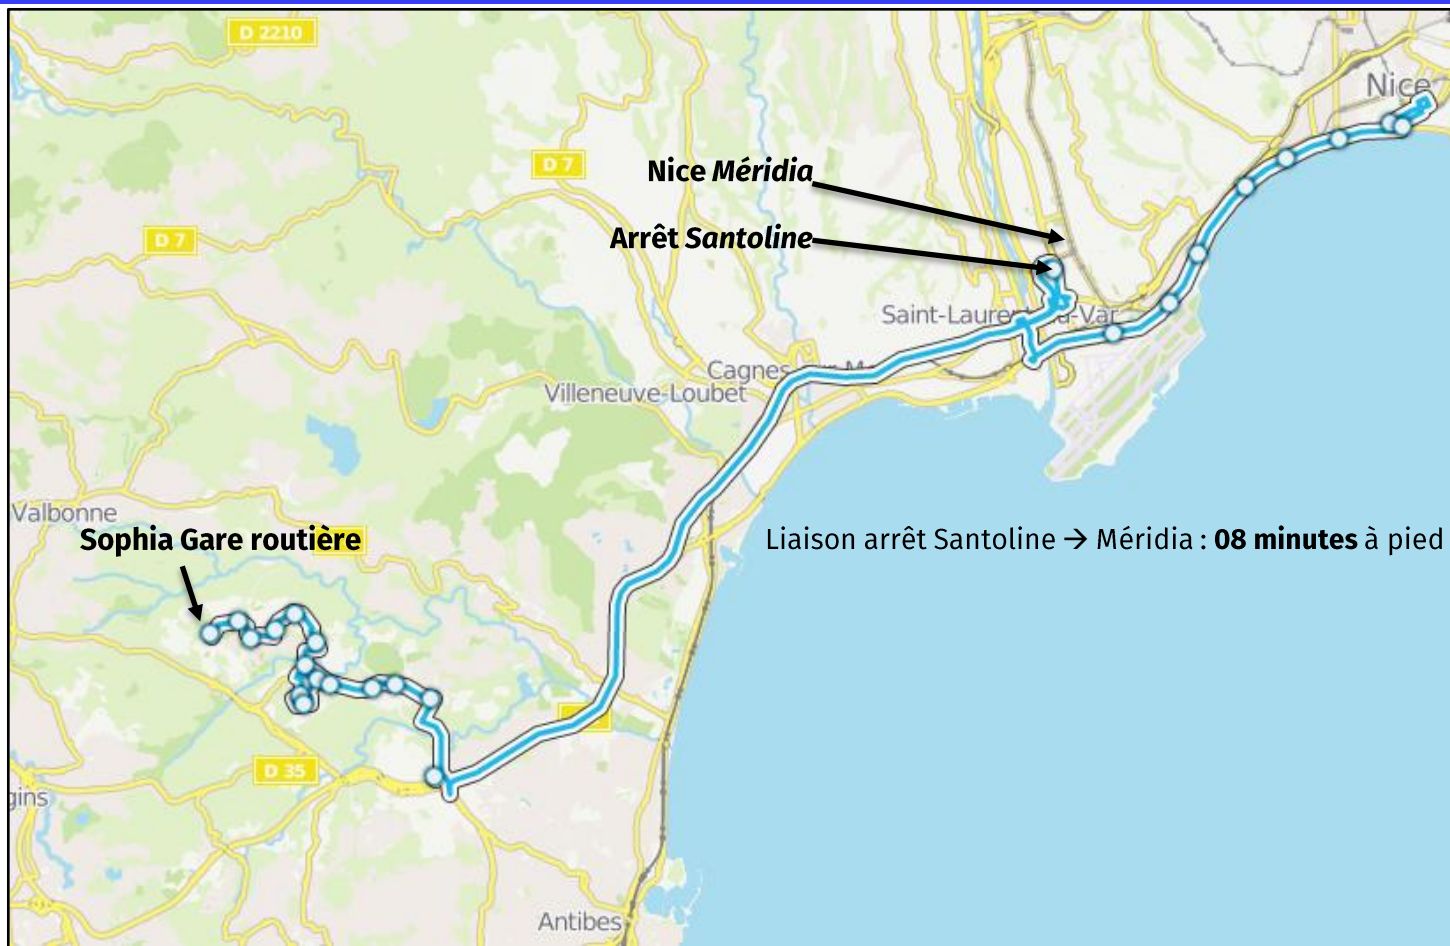 D 2210
Nice
D 7
Nice Méridia
D 7
Arrêt Santoline
Saint-Lauren
u-Var
Cagnes
Villeneuve-Loubet
Valbonne
Sophia Gare routière
Liaison arrêt Santoline → Méridia : 08 minutes à pied
D 35
gins
Antibes